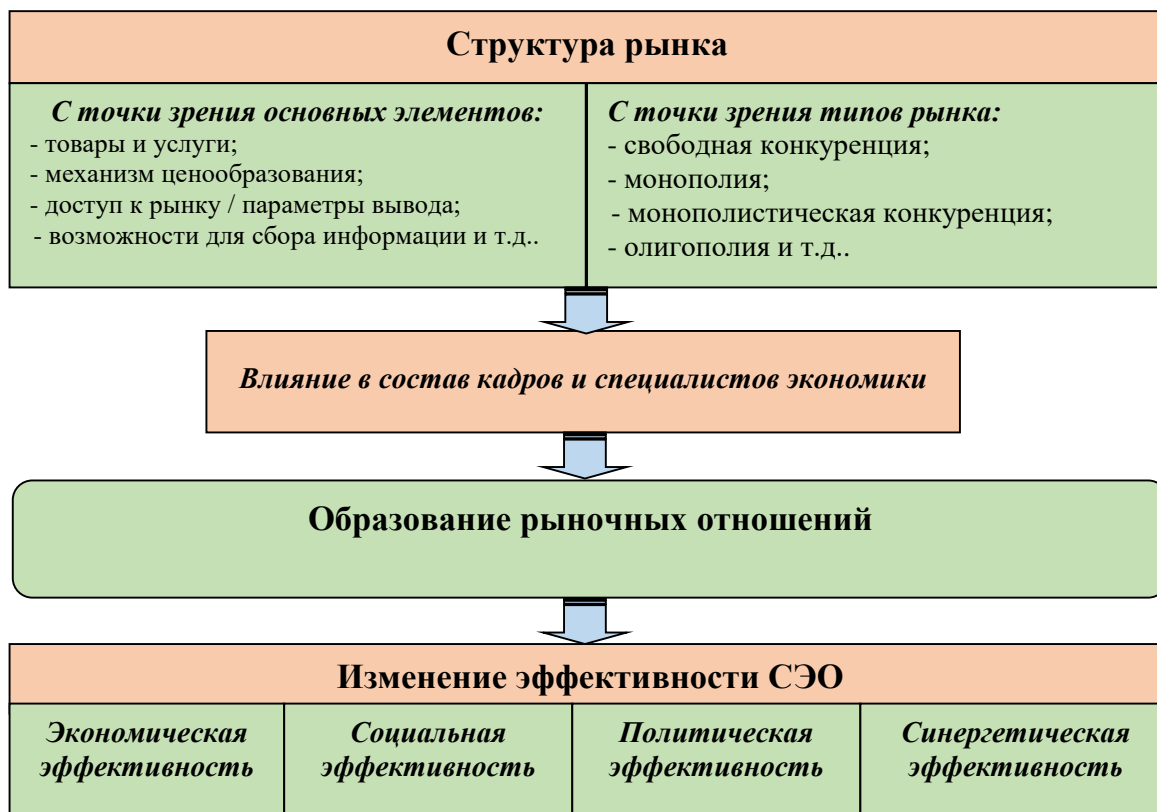 Структура рынка
С точки зрения основных элементов:
- товары и услуги;
- механизм ценообразования;
- доступ к рынку / параметры вывода;
- возможности для сбора информации и т.д..
С точки зрения типов рынка:
- свободная конкуренция;
- монополия;
- монополистическая конкуренция;
- олигополия и т.д..
Влияние в состав кадров и специалистов экономики
Образование рыночных отношений
Изменение эффективности СЭО
Экономическая
эффективность
Социальная
эффективность
Политическая
эффективность
Синергетическая
эффективность